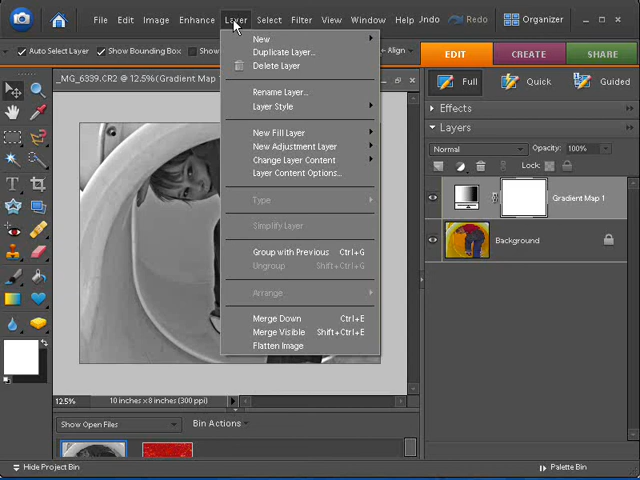 File Edit Image Enhance Layer Select Filter View Window Help Undo Redo Organizer
Auto Select Layer Show Bounding Box Show Align
EDIT CREATE SHARE
_MG_6339.CR2 @ 12.5%(Gradient Map 1
Full Quick Guided
Effects
Layers
Normal Opacity: 100%
Lock:
Gradient Map 1
Background
New
Duplicate Layer...
Delete Layer
Rename Layer...
Layer Style
New Fill Layer
New Adjustment Layer
Change Layer Content
Layer Content Options...
Type
Simplify Layer
Group with Previous Ctrl+G
Ungroup Shift+Ctrl+G
Arrange
Merge Down Ctrl+E
Merge Visible Shift+Ctrl+E
Flatten Image
12.5% 10 inches x 8 inches (300 ppi)
Show Open Files Bin Actions
Hide Project Bin Palette Bin